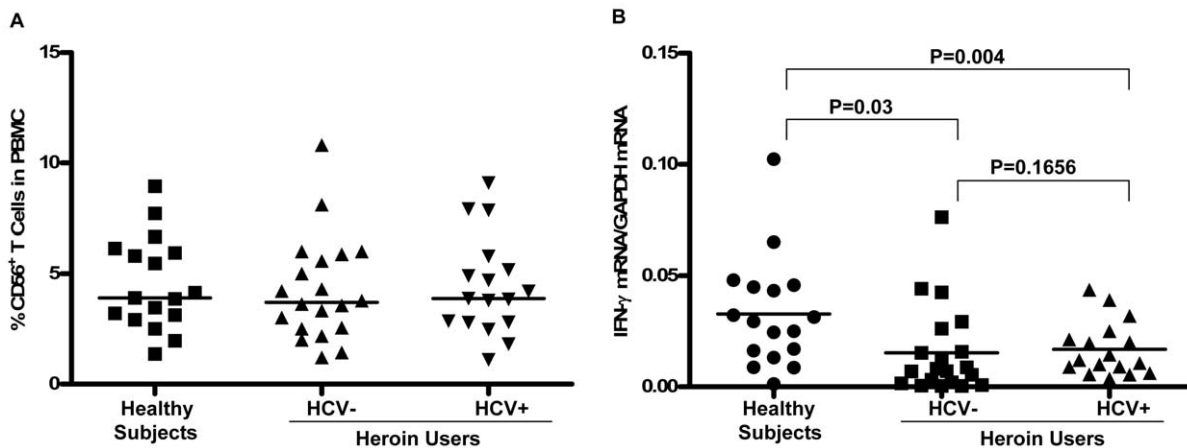 A
% CD56+ T Cells in PBMC
15
10
5
0
Healthy
Subjects
HCV-
HCV+
Heroin Users
B
IFN-γ mRNA/GAPDH mRNA
0.15
0.10
0.05
0.00
P=0.004
P=0.03
P=0.1656
Healthy
Subjects
HCV-
HCV+
Heroin Users